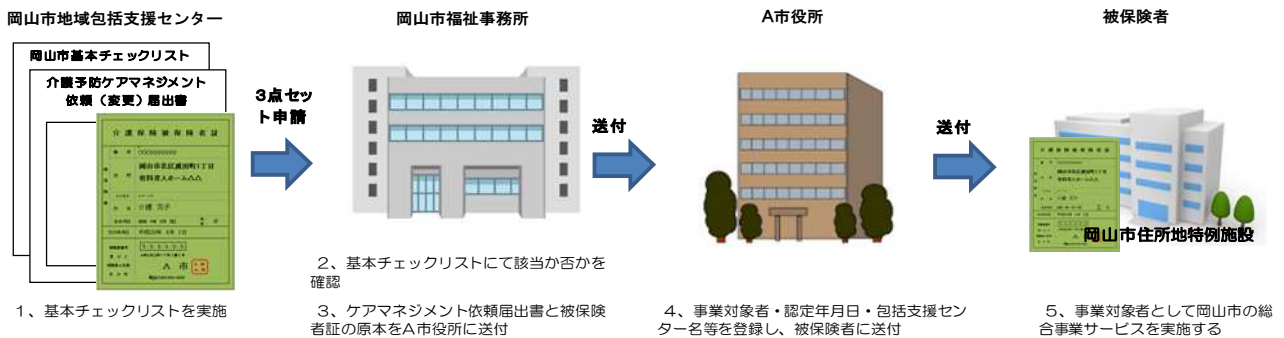 岡山市地域包括支援センター
岡山市福祉事務所
A市役所
被保険者
岡山市基本チェックリスト
介護予防ケアマネジメント
依頼（変更）届出書
介護保険被保険者証
3点セッ
ト申請
送付
送付
岡山市住所地特例施設
1、基本チェックリストを実施
2、基本チェックリストにて該当か否かを
確認
3、ケアマネジメント依頼届出書と被保険
者証の原本をA市役所に送付
4、事業対象者・認定年月日・包括支援セン
ター名等を登録し、被保険者に送付
5、事業対象者として岡山市の総
合事業サービスを実施する